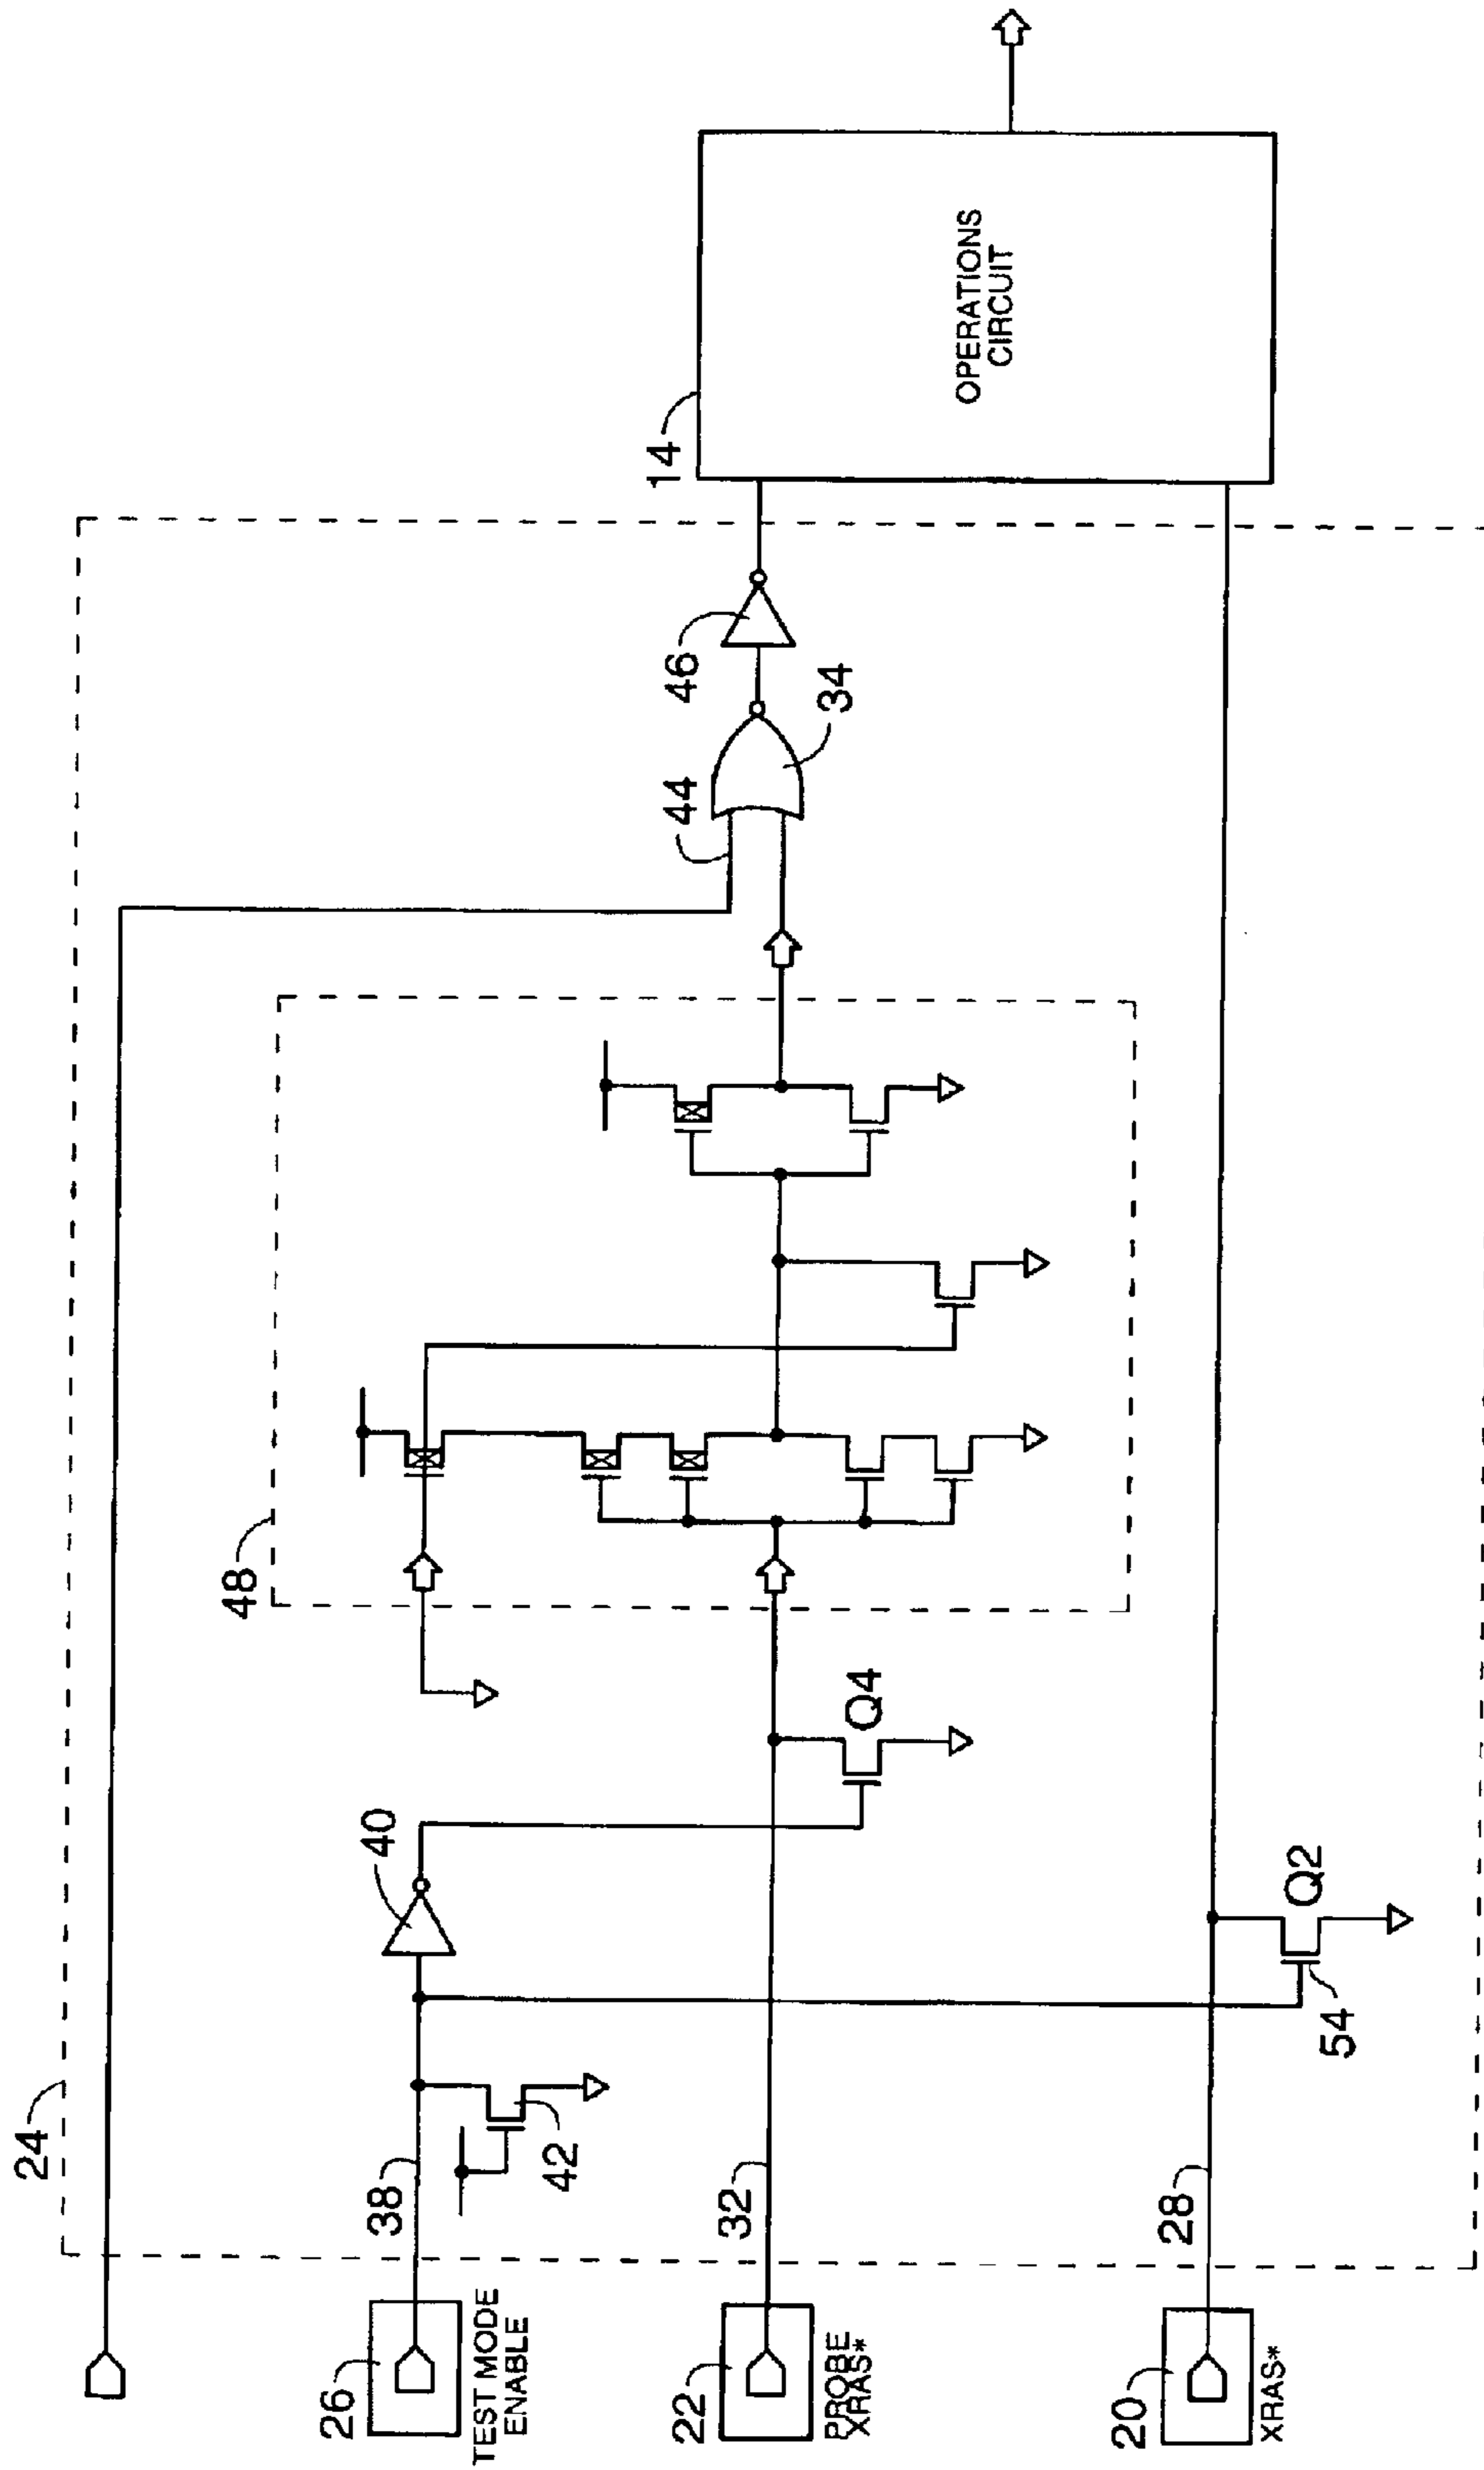 24
38
42
40
48
44
34
46
14
OPERATIONS
CIRCUIT
26
TEST MODE
ENABLE
22
PROBE
XRAS*
32
Q4
20
XRAS*
28
54
Q2